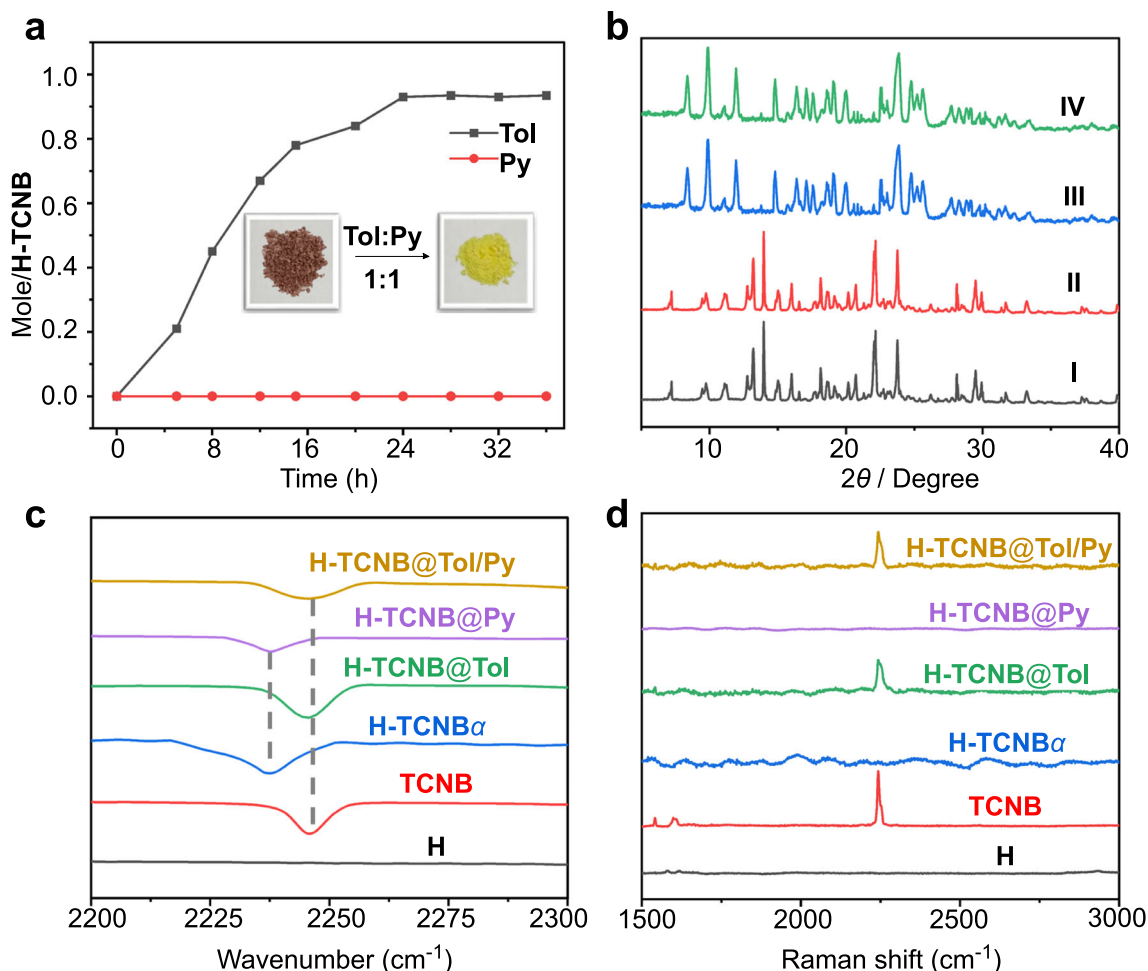 a
Mole/H-TCNB
1.0
0.8
0.6
0.4
0.2
0.0
Tol
Py
Tol:Py
1:1
0 8 16 24 32
Time (h)
b
IV
III
II
I
10 20 30 40
2θ / Degree
c
H-TCNB@Tol/Py
H-TCNB@Py
H-TCNB@Tol
H-TCNBα
TCNB
H
2200 2225 2250 2275 2300
Wavenumber (cm⁻¹)
d
H-TCNB@Tol/Py
H-TCNB@Py
H-TCNB@Tol
H-TCNBα
TCNB
H
1500 2000 2500 3000
Raman shift (cm⁻¹)